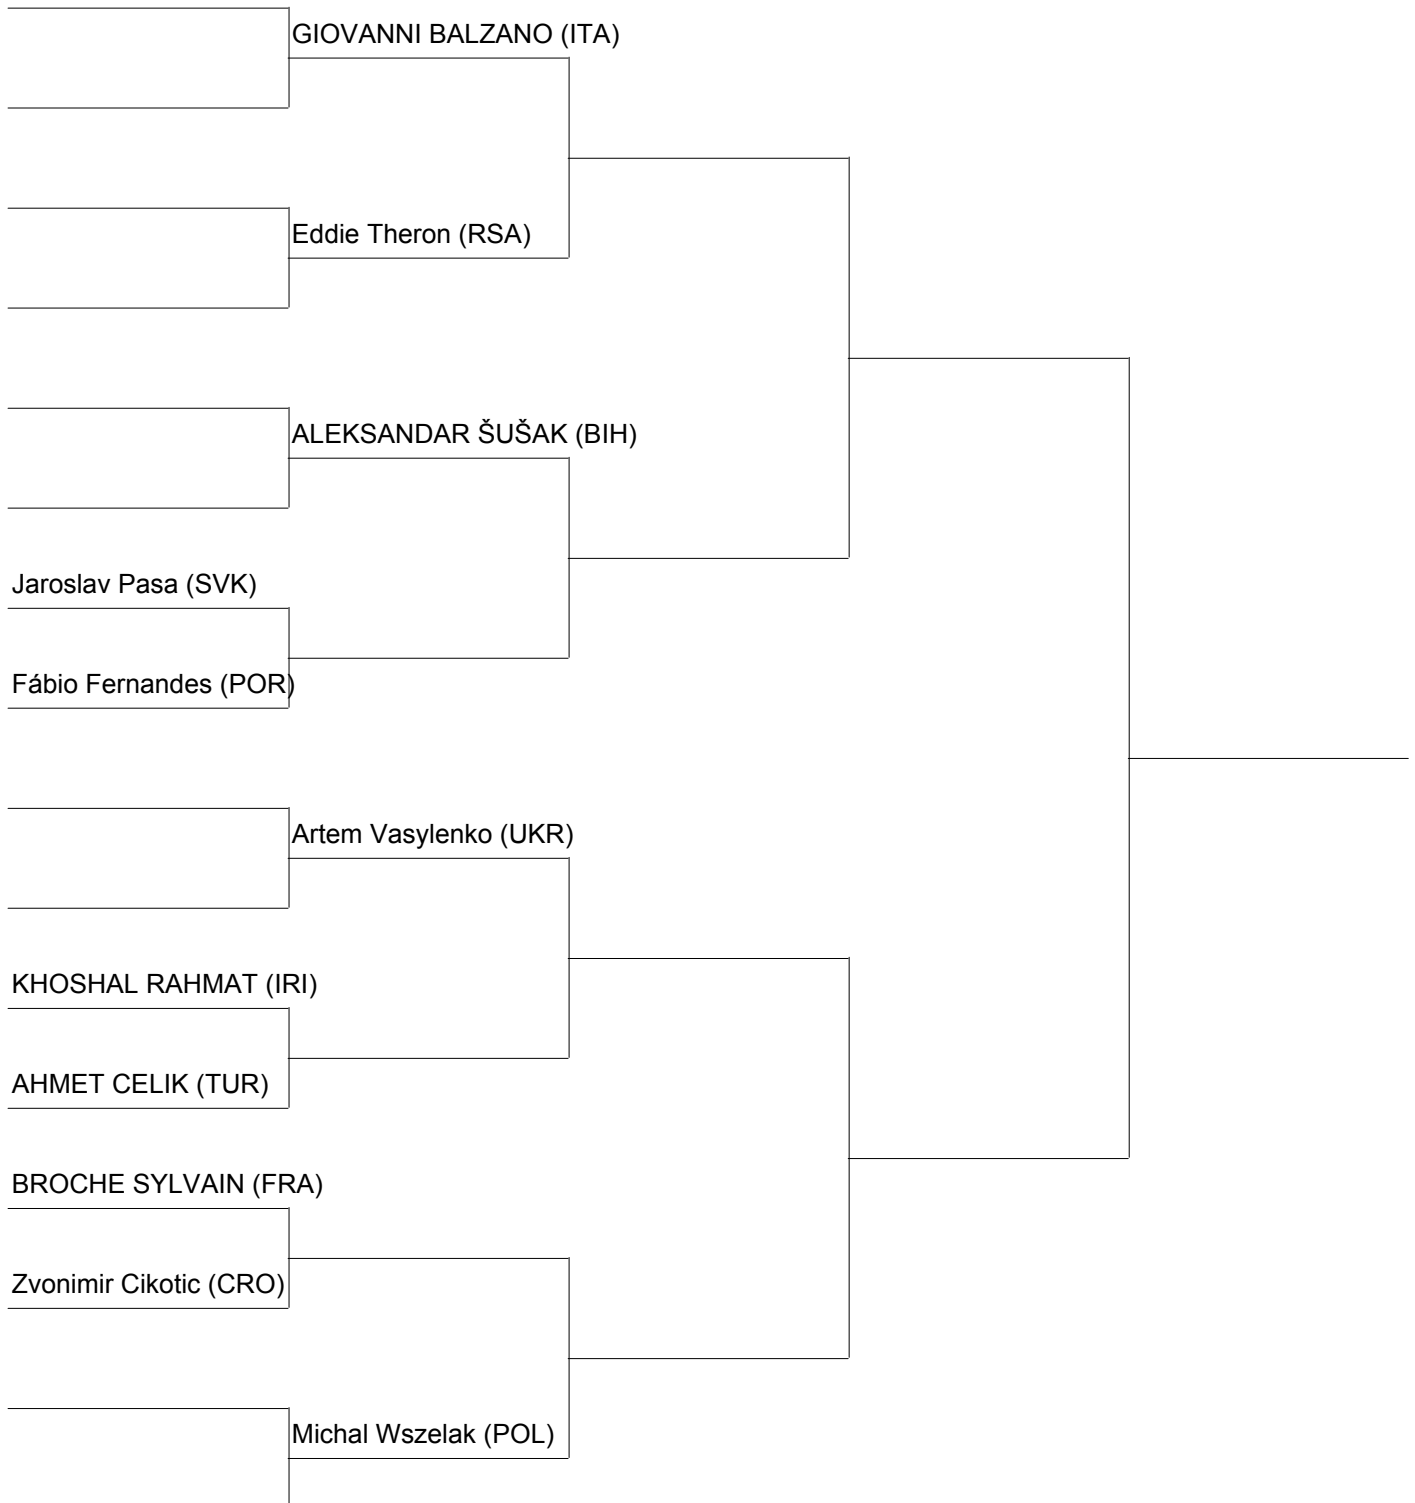 GIOVANNI BALZANO (ITA)
Eddie Theron (RSA)
ALEKSANDAR ŠUŠAK (BIH)
Jaroslav Pasa (SVK)
Fábio Fernandes (POR)
Artem Vasylenko (UKR)
KHOSHAL RAHMAT (IRI)
AHMET CELIK (TUR)
BROCHE SYLVAIN (FRA)
Zvonimir Cikotic (CRO)
Michal Wszelak (POL)